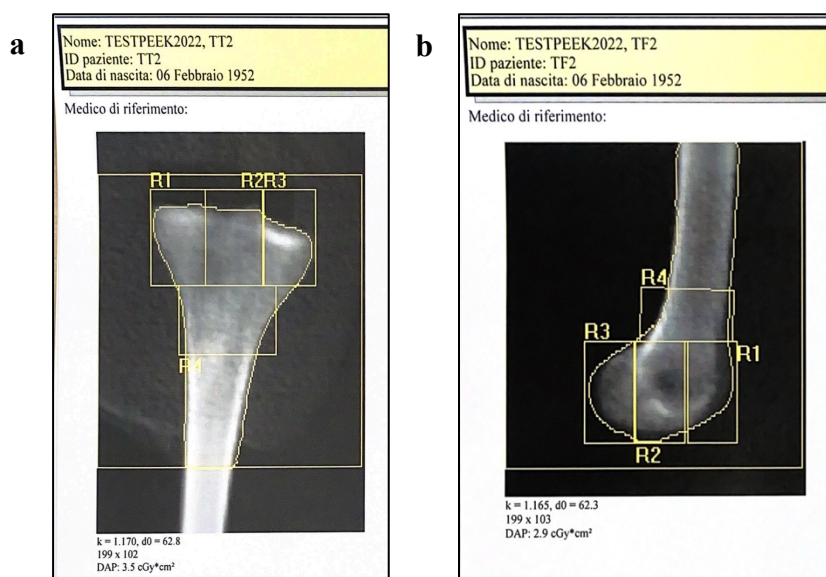 a
Nome: TESTPEEK2022, TT2
ID paziente: TT2
Data di nascita: 06 Febbraio 1952
Medico di riferimento:
R1
R2
R3
R4
k = 1.170, d0 = 62.8
199 x 102
DAP: 3.5 cGy*cm²
b
Nome: TESTPEEK2022, TF2
ID paziente: TF2
Data di nascita: 06 Febbraio 1952
Medico di riferimento:
R4
R3
R1
R2
k = 1.165, d0 = 62.3
199 x 103
DAP: 2.9 cGy*cm²